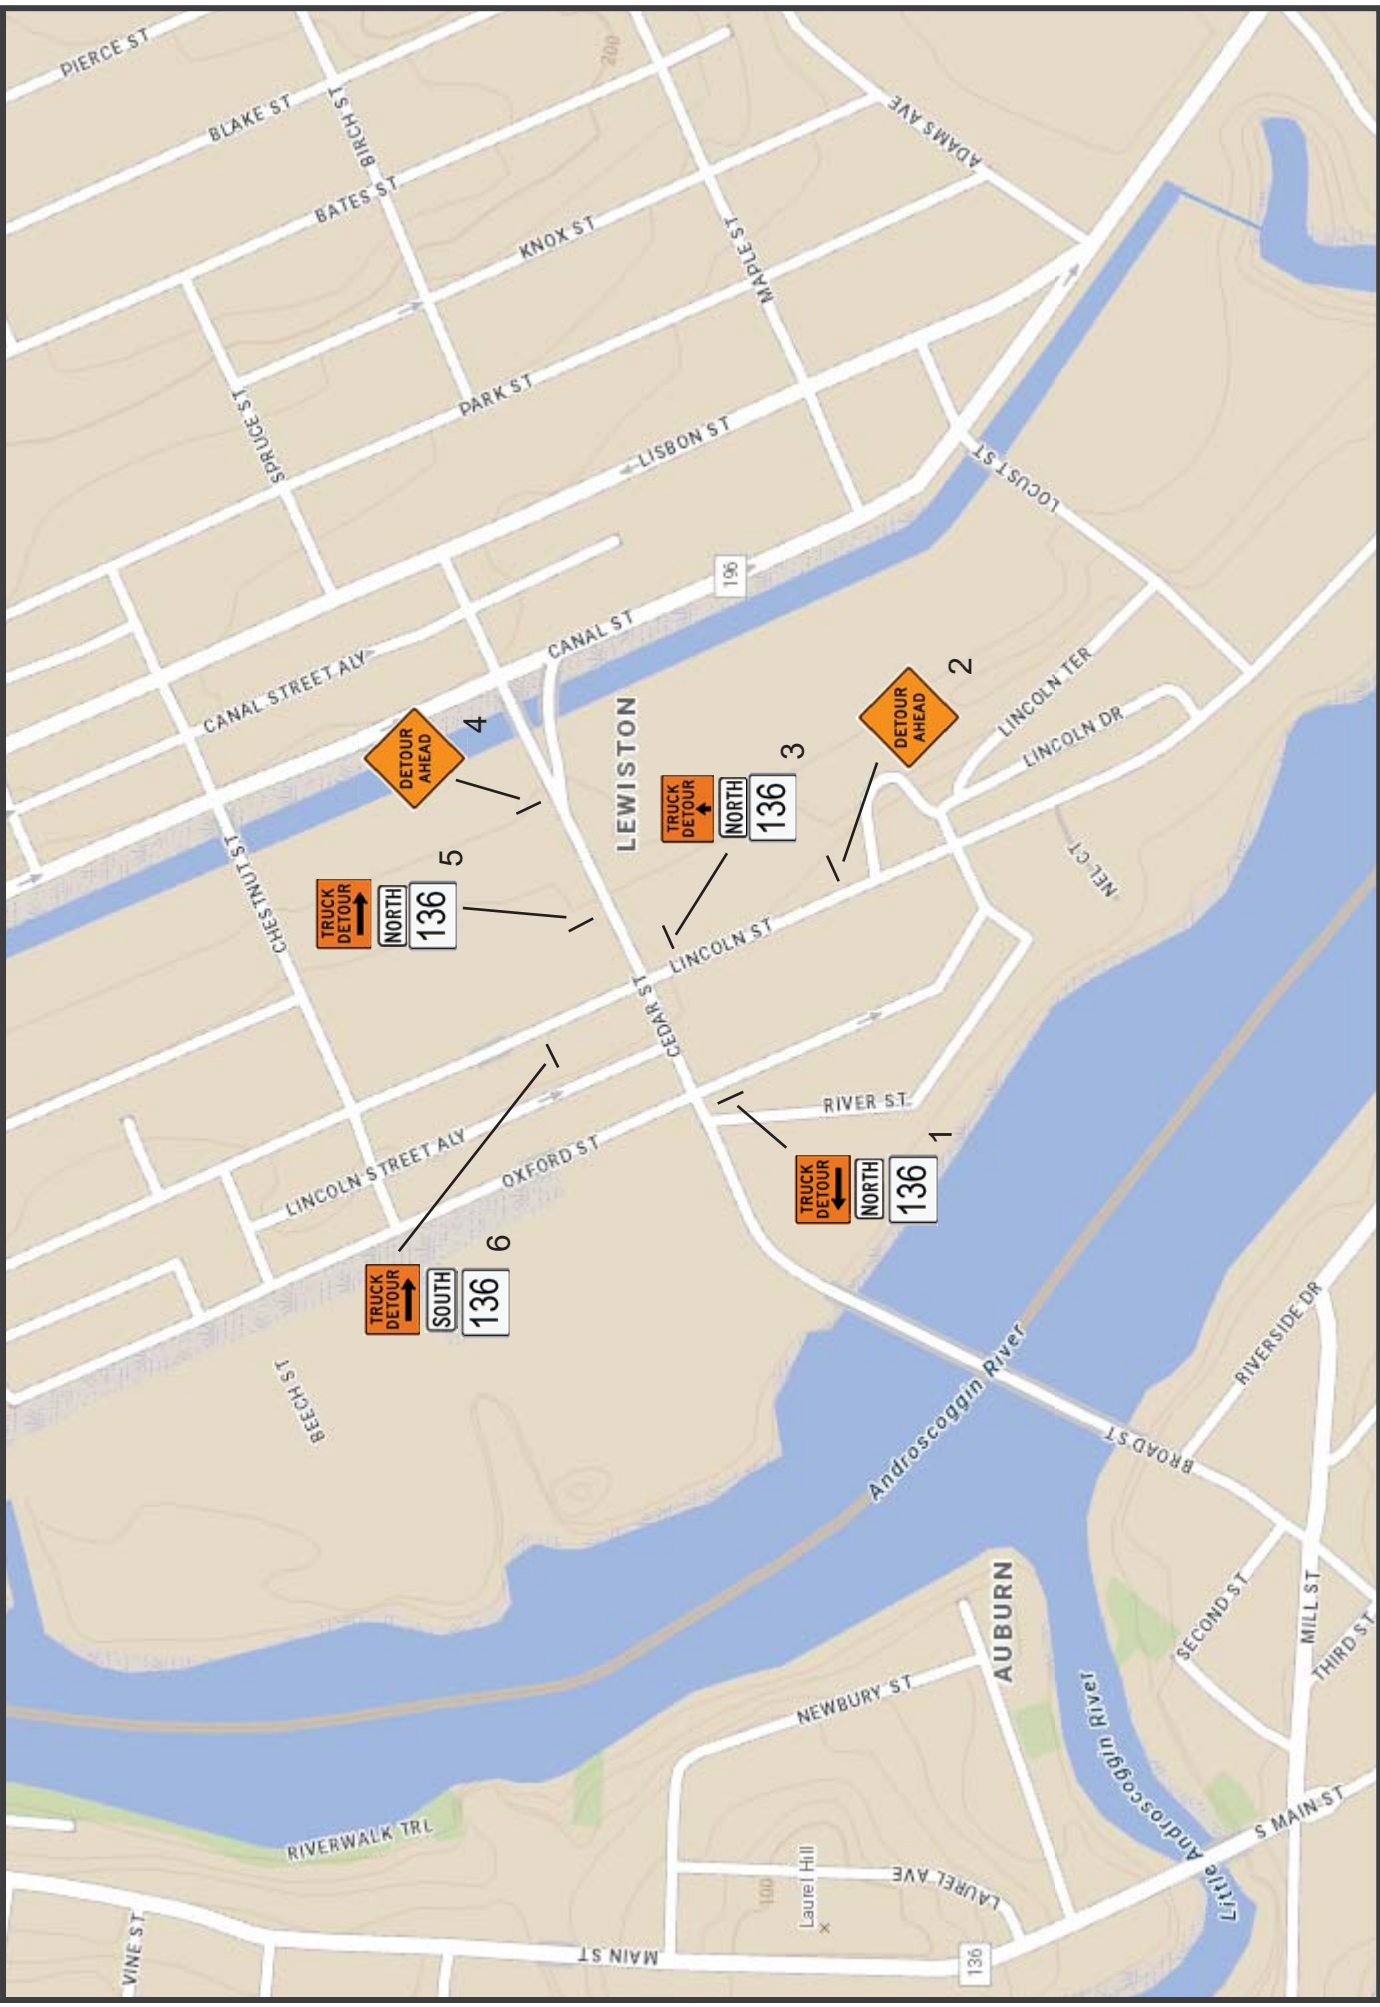 PIERCE ST
BLAKE ST
BIRCH ST
BATES ST
200
ADAMS AVE
KNOX ST
MAPLE ST
SPRUCE ST
PARK ST
LISBON ST
LOCUST ST
196
CANAL ST
CANAL STREET ALY
LINCOLN TER
LINCOLN DR
DETOUR
AHEAD
4
DETOUR
AHEAD
2
LEWISTON
TRUCK
DETOUR
NORTH
136
3
TRUCK
DETOUR
NORTH
136
5
CHESTNUT ST
NEL CT
LINCOLN ST
CEDAR ST
RIVER ST
LINCOLN STREET ALY
OXFORD ST
TRUCK
DETOUR
NORTH
136
1
TRUCK
DETOUR
SOUTH
136
6
BEECH ST
RIVERSIDE DR
Androscoggin River
BROAD ST
AUBURN
SECOND ST
MILL ST
THIRD ST
NEWBURY ST
Little Androscoggin River
S MAIN ST
RIVERWALK TRL
Laurel Hill
100
LAUREL AVE
VINE ST
MAIN ST
136